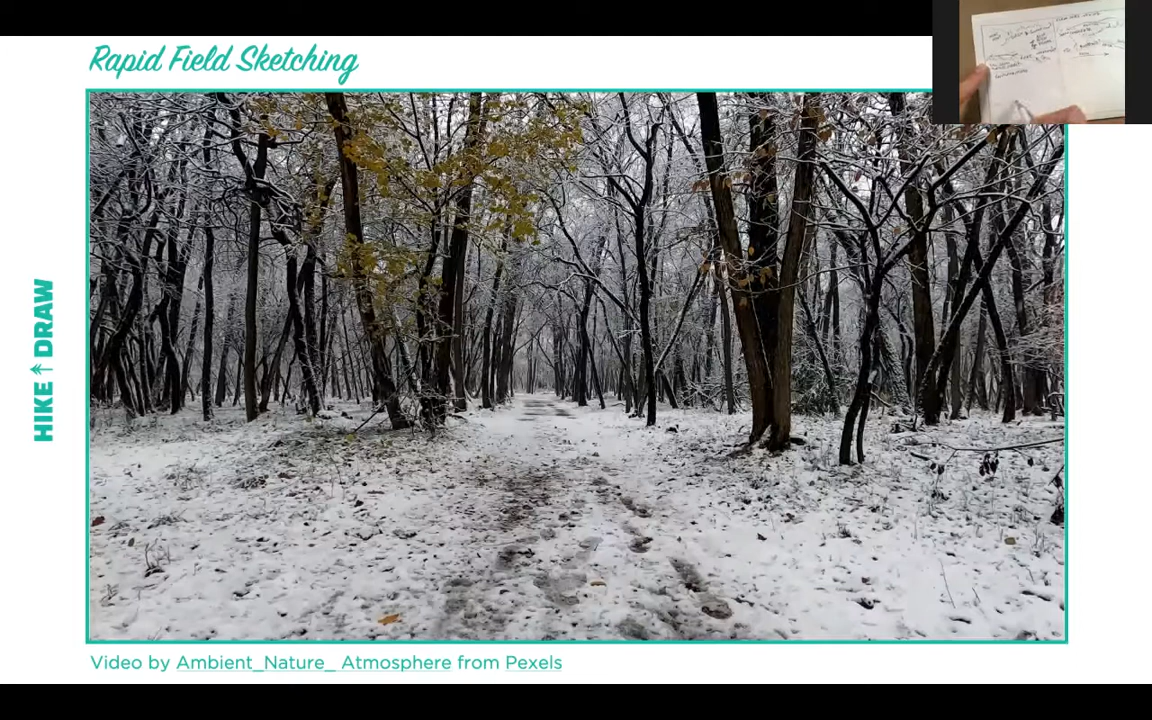 Rapid Field Sketching
HIKE DRAW
Video by Ambient_Nature_ Atmosphere from Pexels